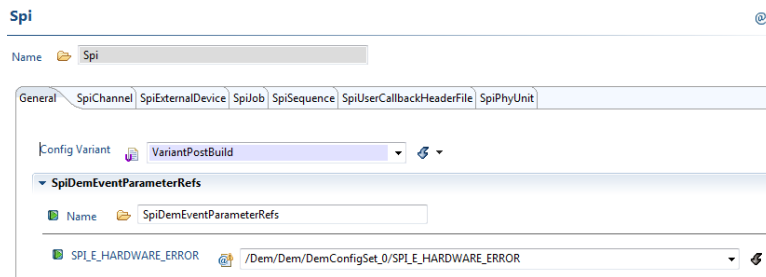 Spi
Name Spi
General SpiChannel SpiExternalDevice SpiJob SpiSequence SpiUserCallbackHeaderFile SpiPhyUnit
Config Variant VariantPostBuild
SpiDemEventParameterRefs
Name SpiDemEventParameterRefs
SPI_E_HARDWARE_ERROR /Dem/Dem/DemConfigSet_0/SPI_E_HARDWARE_ERROR